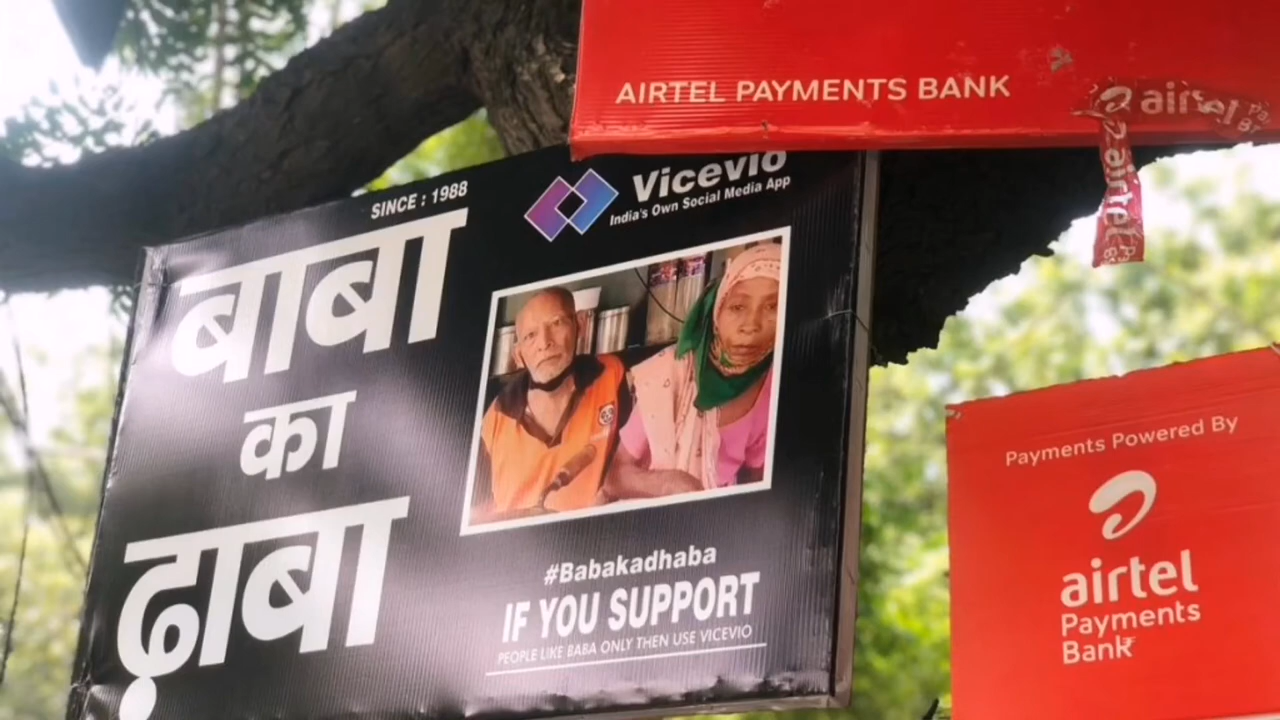 AIRTEL PAYMENTS BANK
airtel
airtel
SINCE : 1988
बाबा
का
ढ़ाबा
Vicevio
India's Own Social Media App
#Babakadhaba
IF YOU SUPPORT
PEOPLE LIKE BABA ONLY THEN USE VICEVIO
Payments Powered By
airtel
Payments
Bank